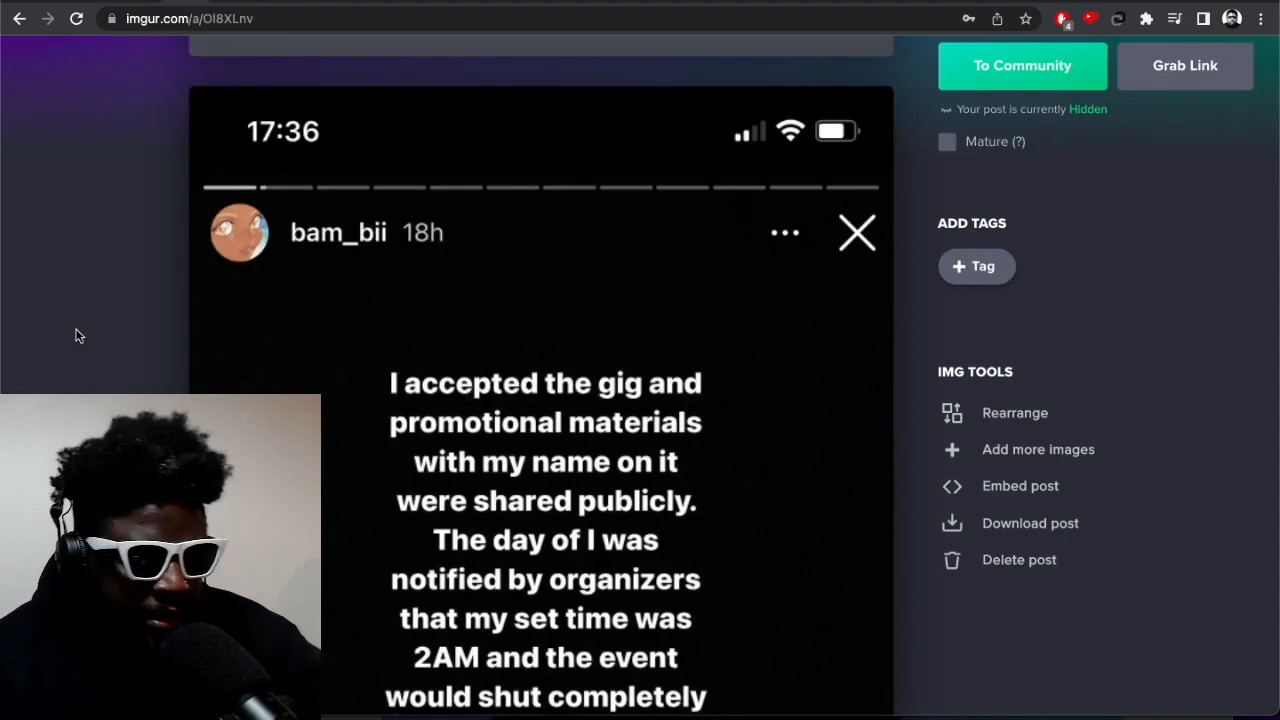 imgur.com/a/Ol8XLnv
4
To Community
Grab Link
Your post is currently Hidden
Mature (?)
17:36
bam_bii 18h
ADD TAGS
+ Tag
I accepted the gig and
promotional materials
with my name on it
were shared publicly.
The day of I was
notified by organizers
that my set time was
2AM and the event
would shut completely
IMG TOOLS
Rearrange
Add more images
Embed post
Download post
Delete post